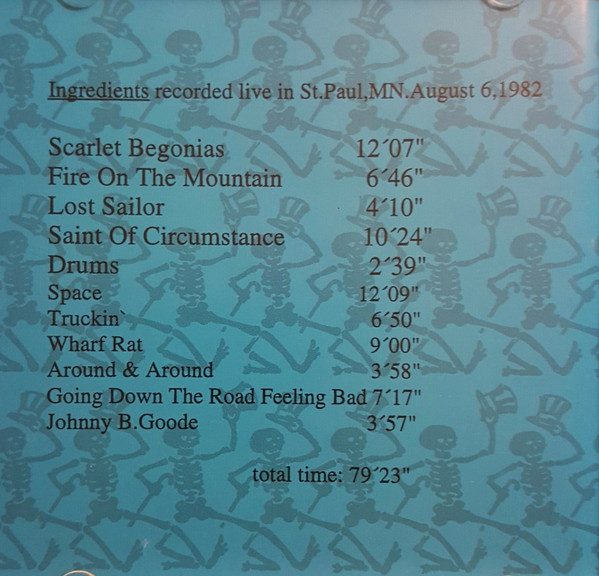 Ingredients recorded live in St.Paul,MN.August 6,1982
Scarlet Begonias 12´07"
Fire On The Mountain 6´46"
Lost Sailor 4´10"
Saint Of Circumstance 10´24"
Drums 2´39"
Space 12´09"
Truckin` 6´50"
Wharf Rat 9´00"
Around & Around 3´58"
Going Down The Road Feeling Bad 7´17"
Johnny B.Goode 3´57"
total time: 79´23"